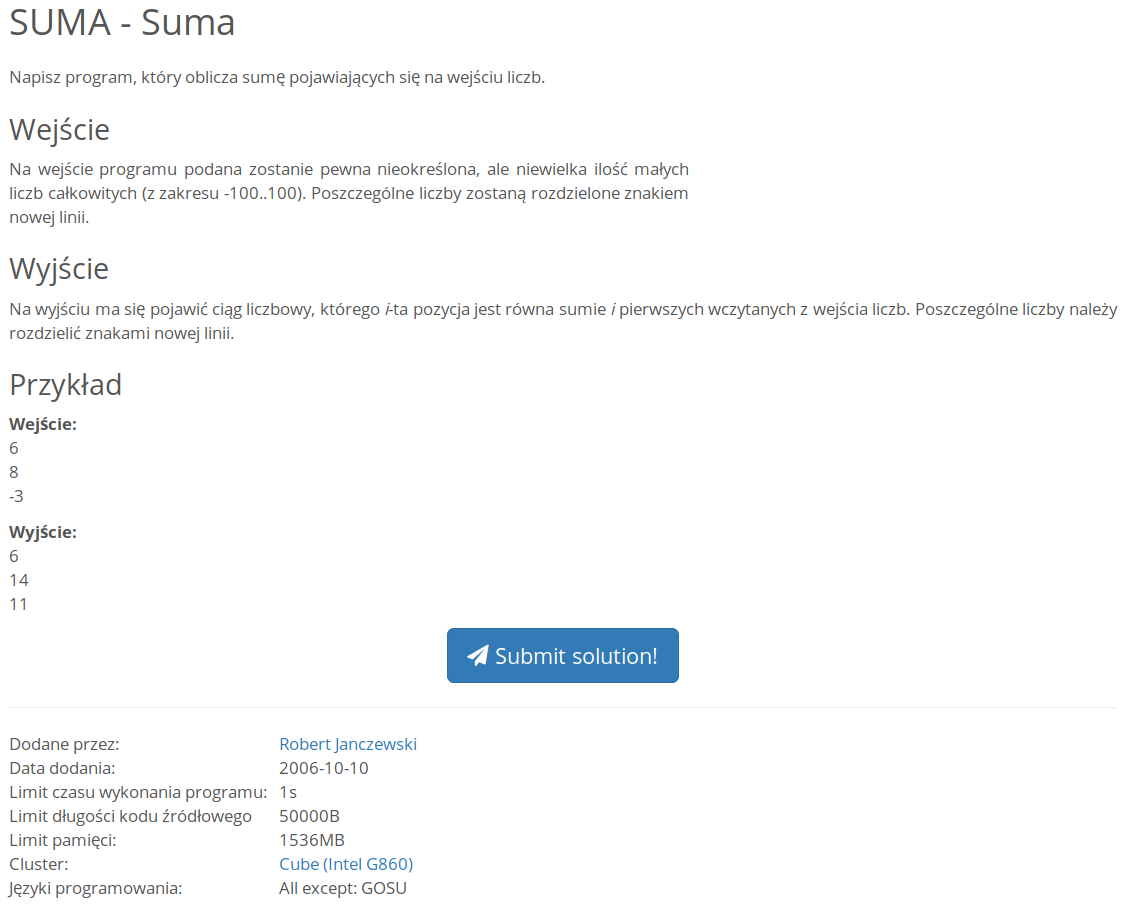 SUMA - Suma
Napisz program, który oblicza sumę pojawiających się na wejściu liczb.
Wejście
Na wejście programu podana zostanie pewna nieokreślona, ale niewielka ilość małych
liczb całkowitych (z zakresu -100..100). Poszczególne liczby zostaną rozdzielone znakiem
nowej linii.
Wyjście
Na wyjściu ma się pojawić ciąg liczbowy, którego i-ta pozycja jest równa sumie i pierwszych wczytanych z wejścia liczb. Poszczególne liczby należy
rozdzielić znakami nowej linii.
Przykład
Wejście:
6
8
-3
Wyjście:
6
14
11
Submit solution!
Dodane przez: Robert Janczewski
Data dodania: 2006-10-10
Limit czasu wykonania programu: 1s
Limit długości kodu źródłowego 50000B
Limit pamięci: 1536MB
Cluster: Cube (Intel G860)
Języki programowania: All except: GOSU